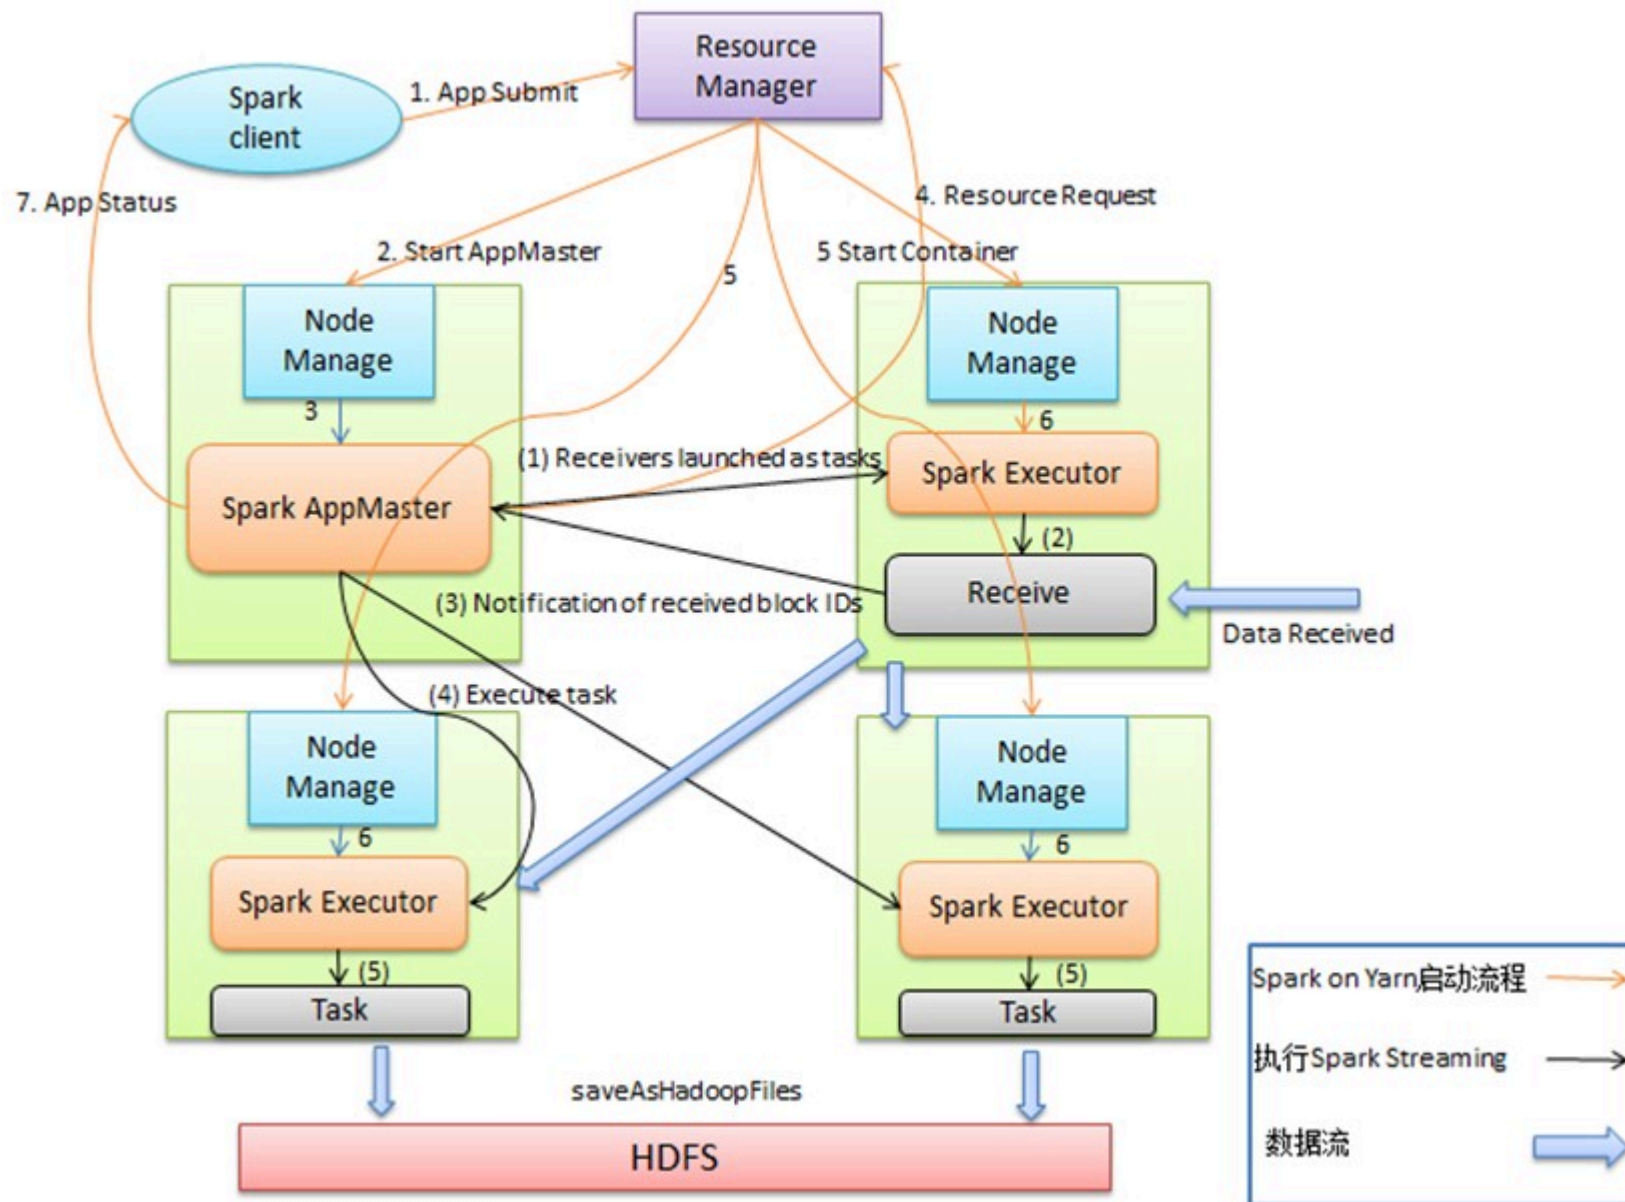 Resource
Manager
Spark
client
1. App Submit
7. App Status
4. Resource Request
2. Start AppMaster
5
5 Start Container
Node
Manage
Node
Manage
3
6
(1) Receivers launched as tasks
Spark Executor
Spark AppMaster
(2)
Receive
(3) Notification of received block IDs
Data Received
(4) Execute task
Node
Manage
Node
Manage
6
6
Spark Executor
Spark Executor
(5)
(5)
Task
Task
saveAsHadoopFiles
HDFS
Spark on Yarn启动流程
执行Spark Streaming
数据流